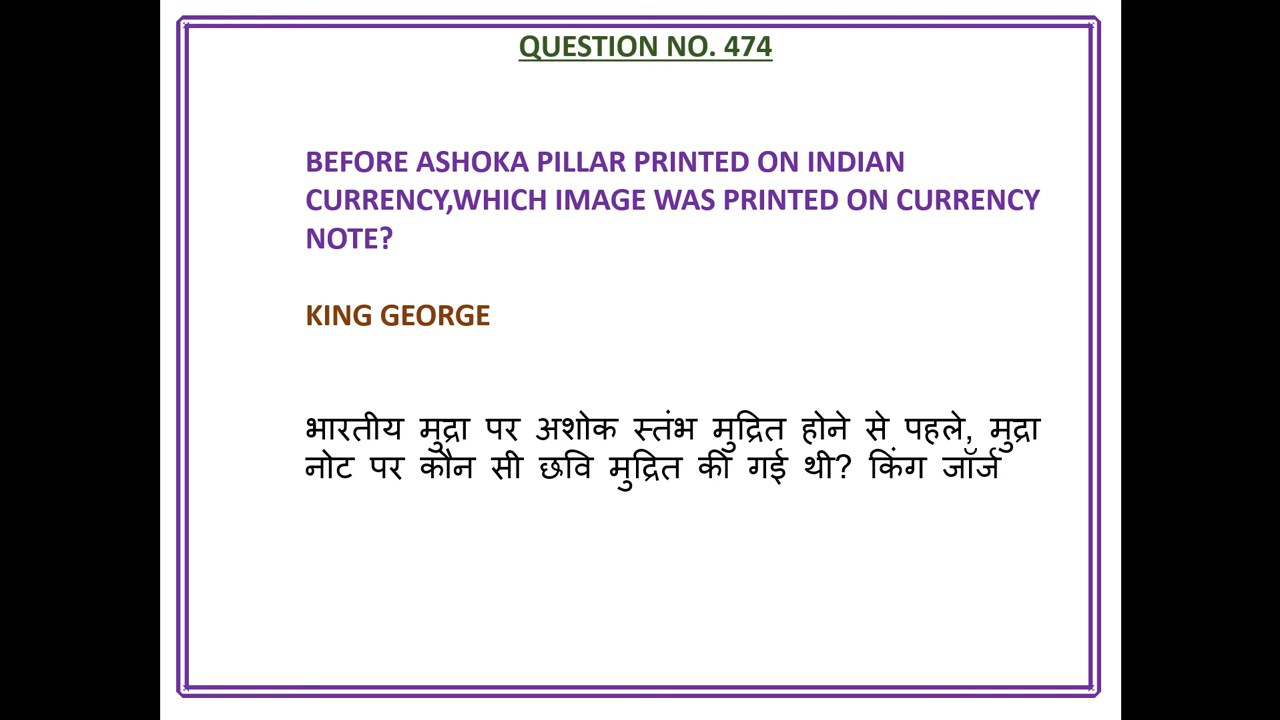 QUESTION NO. 474
BEFORE ASHOKA PILLAR PRINTED ON INDIAN
CURRENCY,WHICH IMAGE WAS PRINTED ON CURRENCY
NOTE?
KING GEORGE
भारतीय मुद्रा पर अशोक स्तंभ मुद्रित होने से पहले, मुद्रा
नोट पर कौन सी छवि मुद्रित की गई थी? किंग जॉर्ज